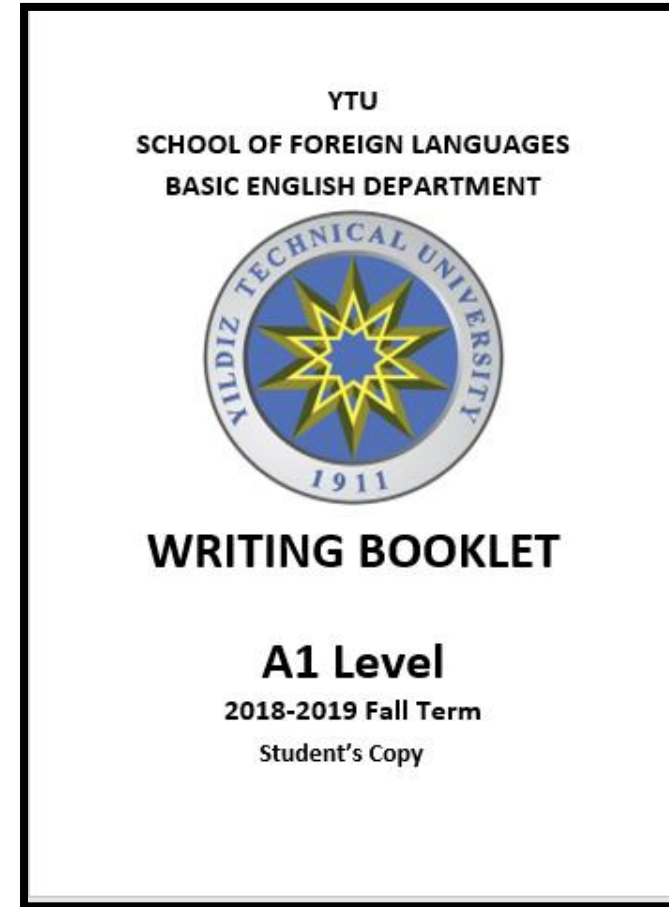 YTU
SCHOOL OF FOREIGN LANGUAGES
BASIC ENGLISH DEPARTMENT
YILDIZ TECHNICAL UNIVERSITY
1911
WRITING BOOKLET
A1 Level
2018-2019 Fall Term
Student's Copy